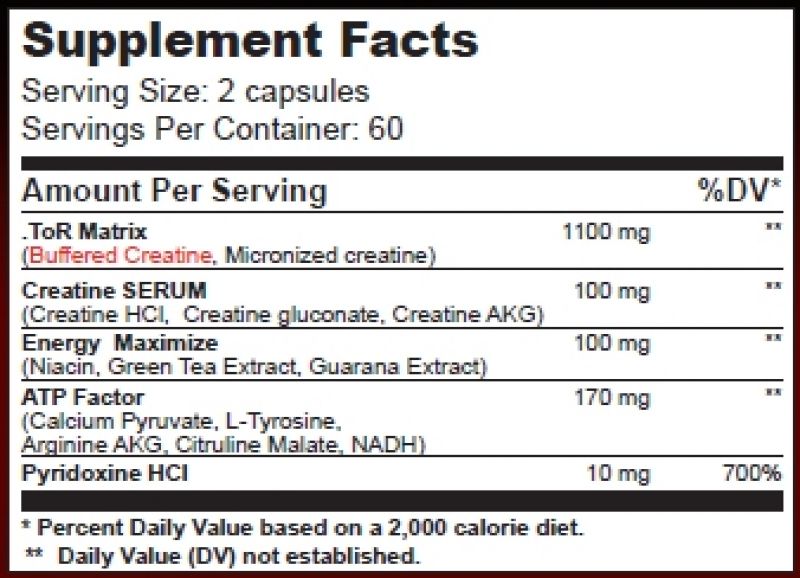 Supplement Facts
Serving Size: 2 capsules
Servings Per Container: 60
Amount Per Serving %DV*
.ToR Matrix 1100 mg **
(Buffered Creatine, Micronized creatine)
Creatine SERUM 100 mg **
(Creatine HCl, Creatine gluconate, Creatine AKG)
Energy Maximize 100 mg **
(Niacin, Green Tea Extract, Guarana Extract)
ATP Factor 170 mg **
(Calcium Pyruvate, L-Tyrosine,
Arginine AKG, Citruline Malate, NADH)
Pyridoxine HCl 10 mg 700%
* Percent Daily Value based on a 2,000 calorie diet.
** Daily Value (DV) not established.